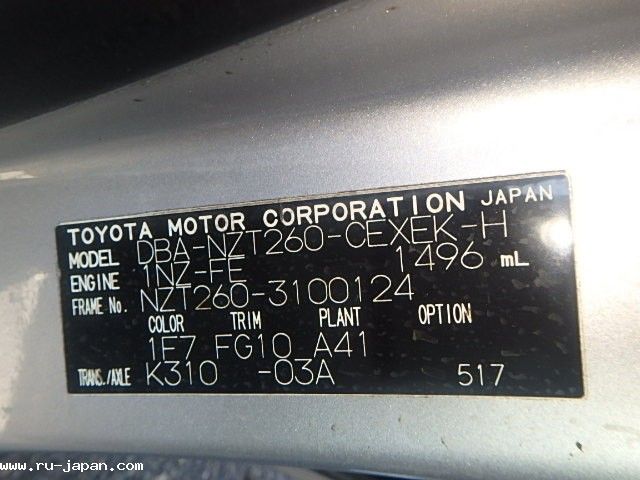 TOYOTA MOTOR CORPORATION JAPAN
MODEL DBA-NZT260-CEXEK-H
ENGINE 1NZ-FE 1496 mL
FRAME No. NZT260-3100124
COLOR TRIM PLANT OPTION
1E7 FG10 A41
TRANS./AXLE K310 -03A 517
www.ru-japan.com